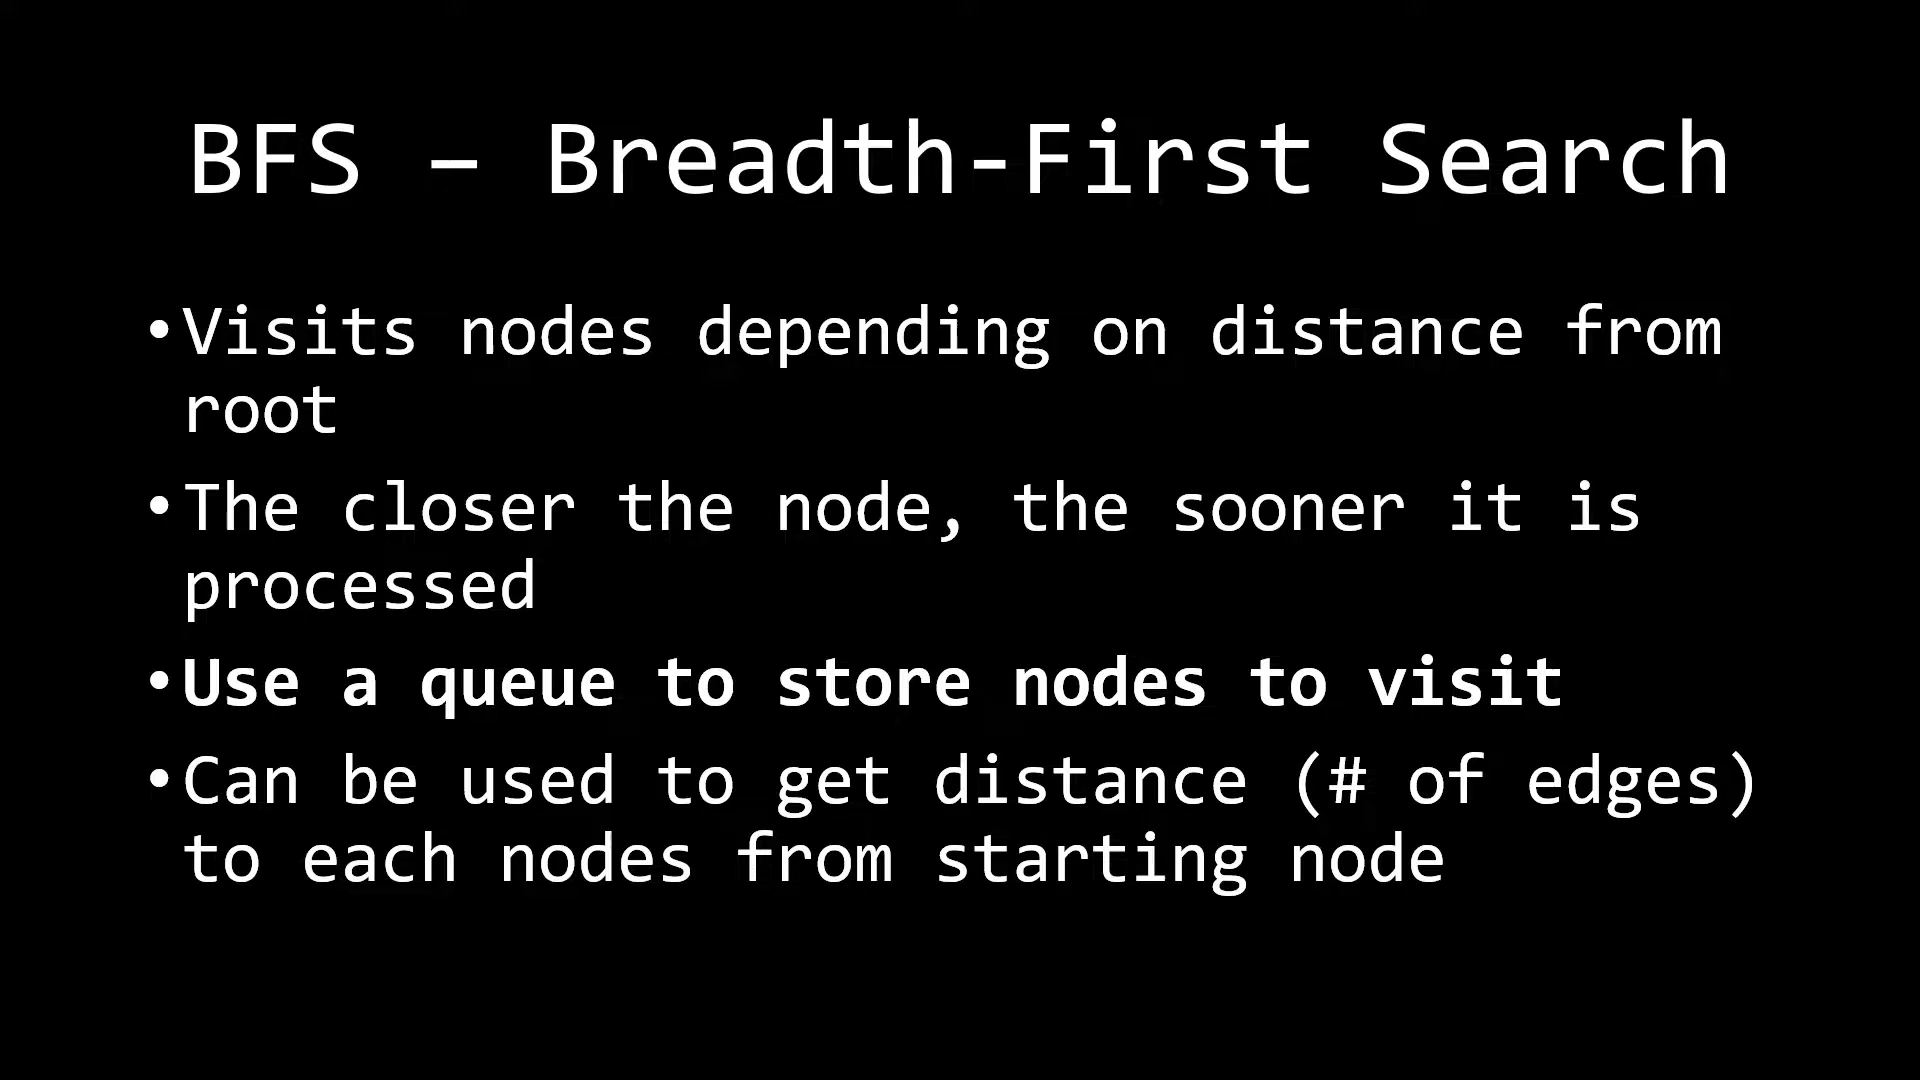 BFS – Breadth-First Search
•Visits nodes depending on distance from
root
•The closer the node, the sooner it is
processed
•Use a queue to store nodes to visit
•Can be used to get distance (# of edges)
to each nodes from starting node